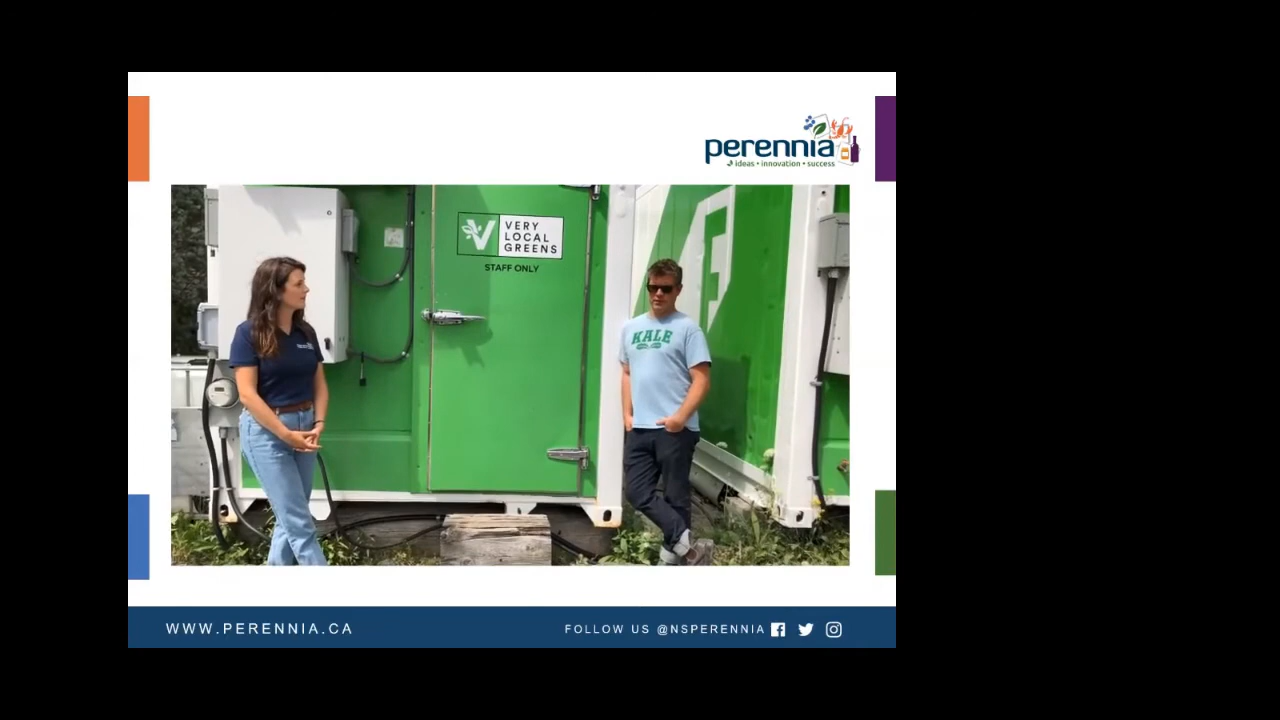 perennia
ideas • innovation • success
VERY
LOCAL
GREENS
STAFF ONLY
KALE
WWW.PERENNIA.CA
FOLLOW US @NSPERENNIA